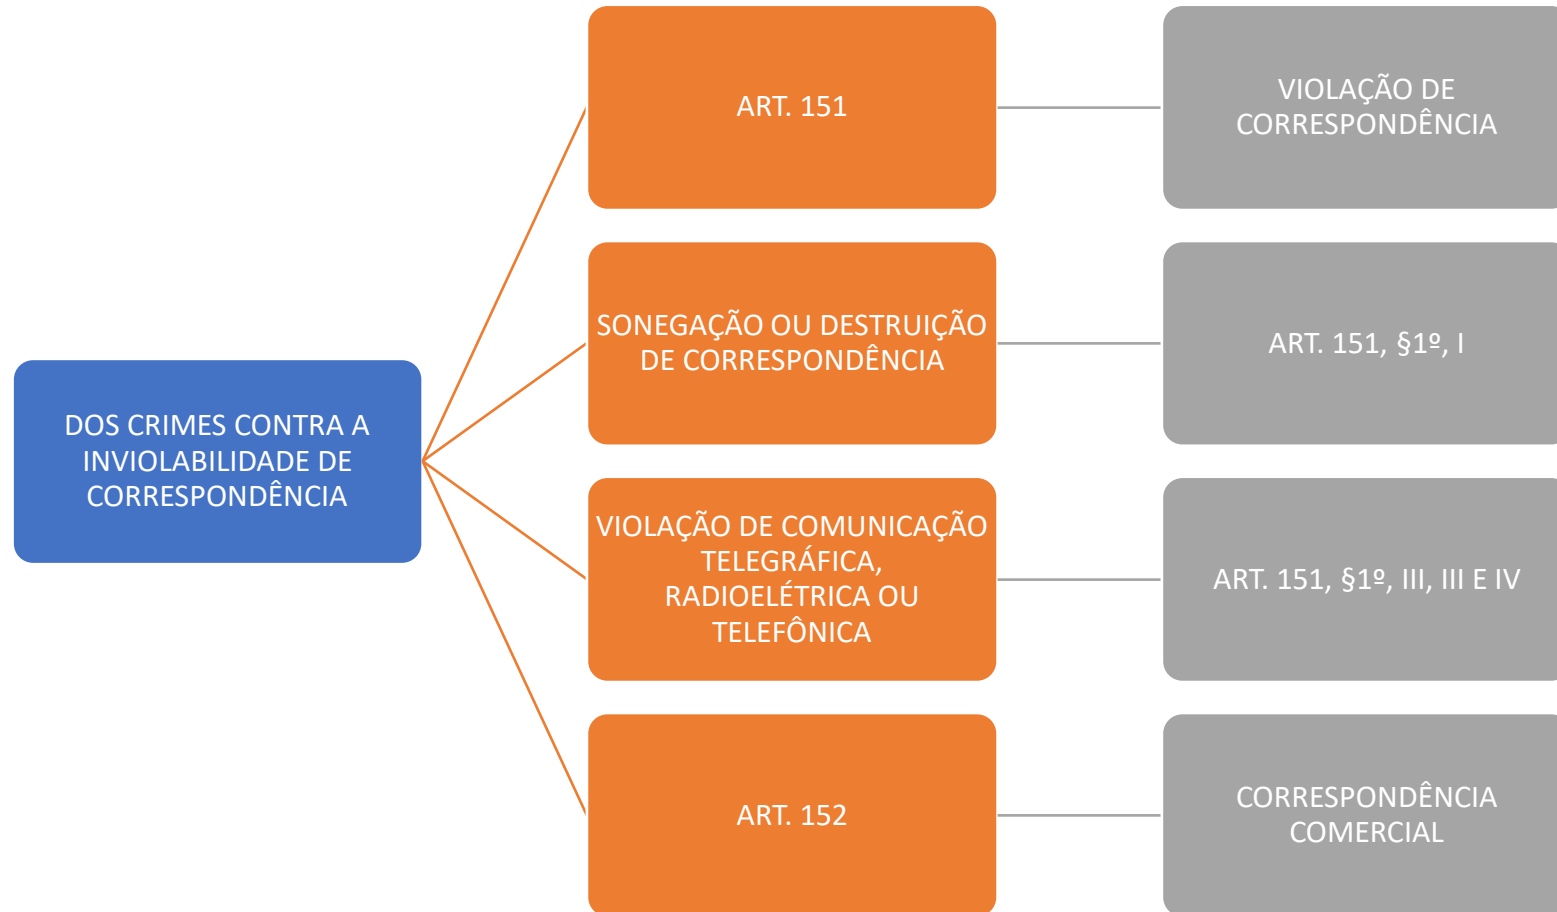 DOS CRIMES CONTRA A
INVIOLABILIDADE DE
CORRESPONDÊNCIA
ART. 151
VIOLAÇÃO DE
CORRESPONDÊNCIA
SONEGAÇÃO OU DESTRUIÇÃO
DE CORRESPONDÊNCIA
ART. 151, §1º, I
VIOLAÇÃO DE COMUNICAÇÃO
TELEGRÁFICA,
RADIOELÉTRICA OU
TELEFÔNICA
ART. 151, §1º, III, III E IV
ART. 152
CORRESPONDÊNCIA
COMERCIAL